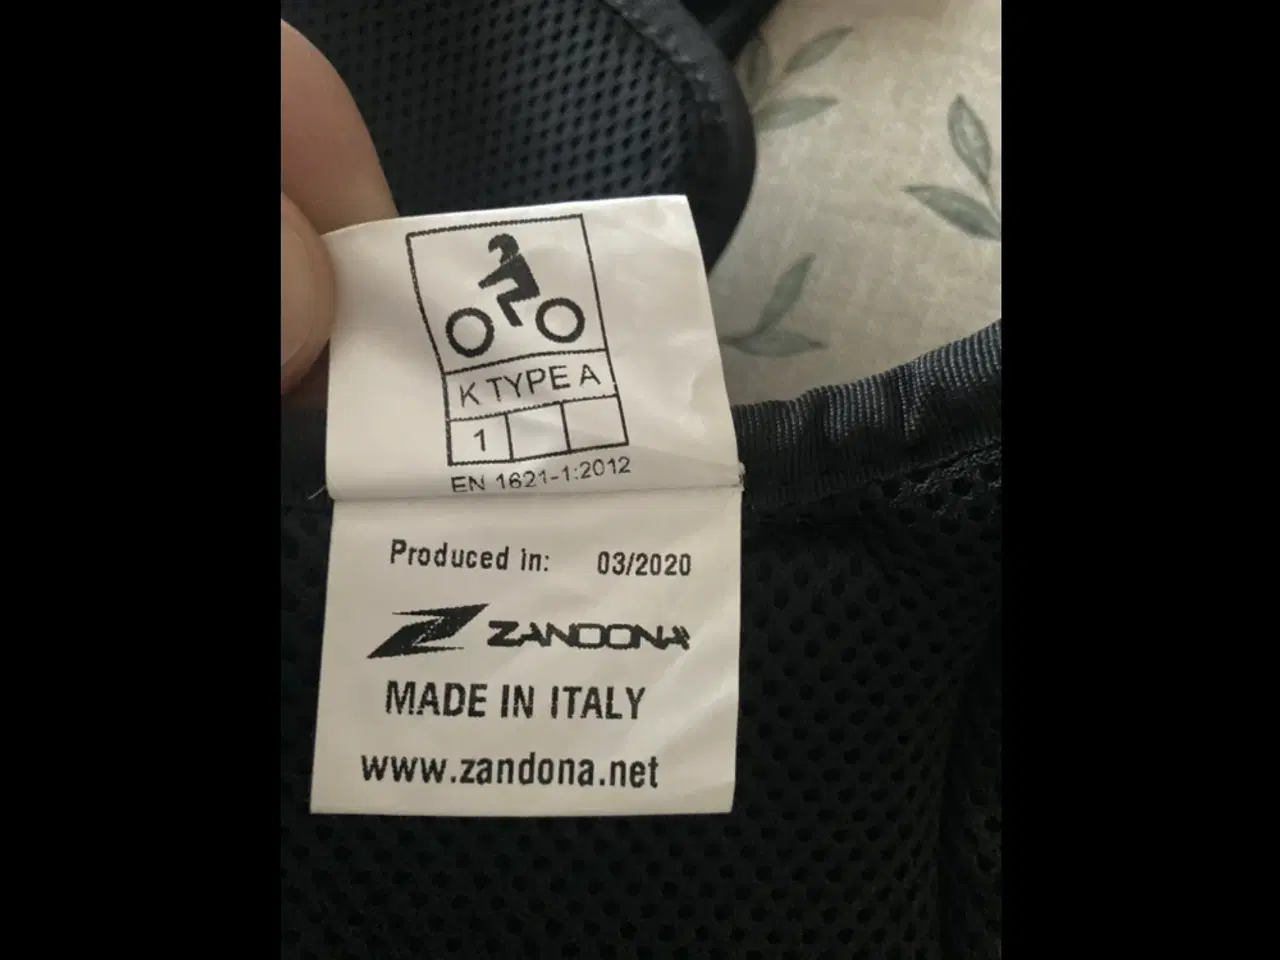 K TYPE A
1
EN 1621-1:2012
Produced in: 03/2020
ZANDONA
MADE IN ITALY
www.zandona.net